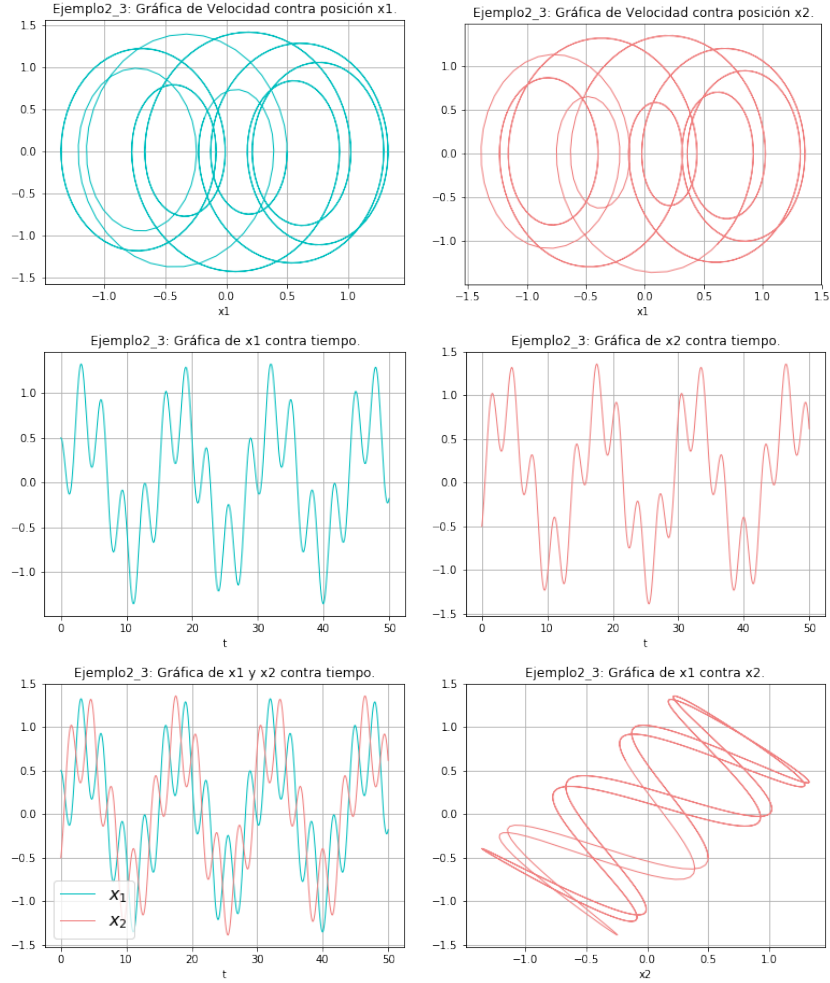 Ejemplo2_3: Gráfica de Velocidad contra posición x1.
1.5
1.0
0.5
0.0
−0.5
−1.0
−1.5
−1.0 −0.5 0.0 0.5 1.0
x1
Ejemplo2_3: Gráfica de Velocidad contra posición x2.
1.5
1.0
0.5
0.0
−0.5
−1.0
−1.5 −1.0 −0.5 0.0 0.5 1.0 1.5
x1
Ejemplo2_3: Gráfica de x1 contra tiempo.
1.0
0.5
0.0
−0.5
−1.0
0 10 20 30 40 50
t
Ejemplo2_3: Gráfica de x2 contra tiempo.
1.5
1.0
0.5
0.0
−0.5
−1.0
−1.5
0 10 20 30 40 50
t
Ejemplo2_3: Gráfica de x1 y x2 contra tiempo.
1.5
1.0
0.5
0.0
−0.5
−1.0
−1.5
x₁
x₂
0 10 20 30 40 50
t
Ejemplo2_3: Gráfica de x1 contra x2.
1.5
1.0
0.5
0.0
−0.5
−1.0
−1.5
−1.0 −0.5 0.0 0.5 1.0
x2